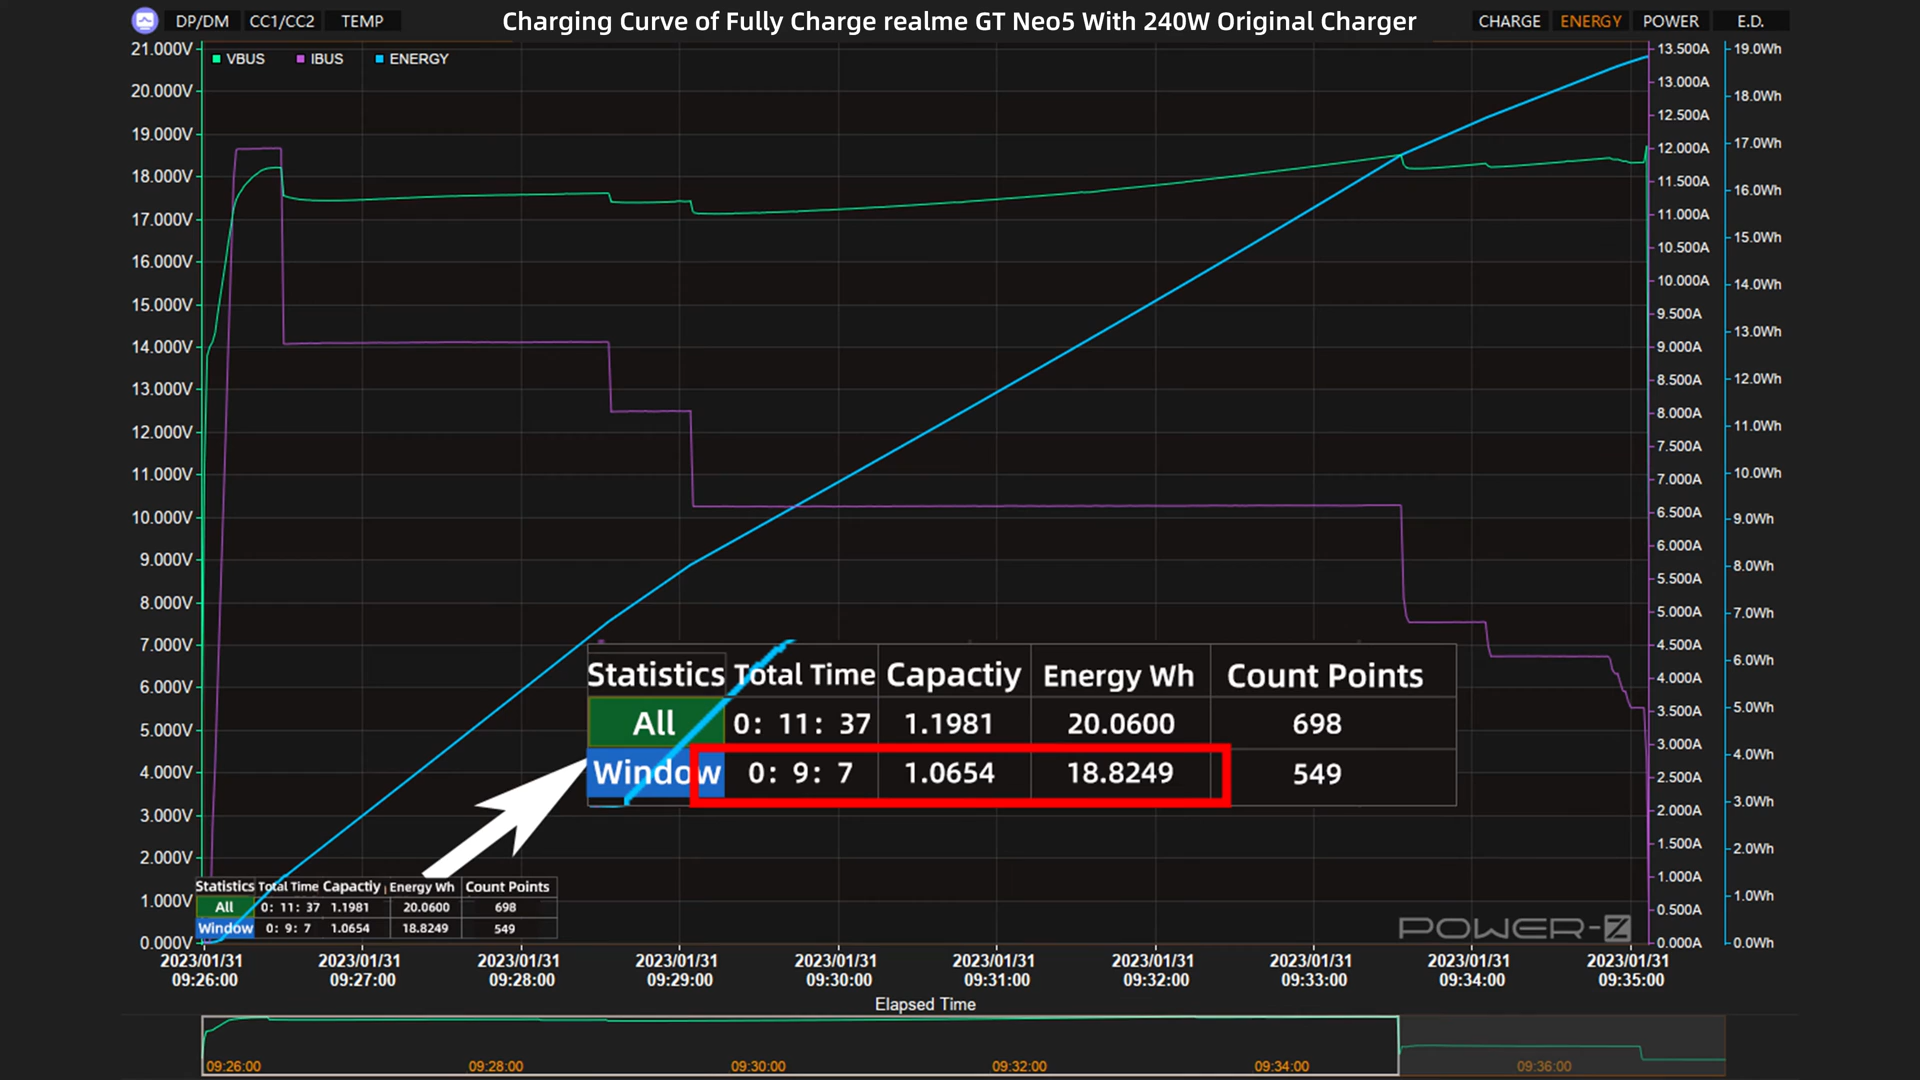 DP/DM CC1/CC2 TEMP Charging Curve of Fully Charge realme GT Neo5 With 240W Original Charger CHARGE ENERGY POWER E.D.
VBUS IBUS ENERGY
21.000V
20.000V
19.000V
18.000V
17.000V
16.000V
15.000V
14.000V
13.000V
12.000V
11.000V
10.000V
9.000V
8.000V
7.000V
6.000V
5.000V
4.000V
3.000V
2.000V
1.000V
0.000V
13.500A
13.000A
12.500A
12.000A
11.500A
11.000A
10.500A
10.000A
9.500A
9.000A
8.500A
8.000A
7.500A
7.000A
6.500A
6.000A
5.500A
5.000A
4.500A
4.000A
3.500A
3.000A
2.500A
2.000A
1.500A
1.000A
0.500A
0.000A
19.0Wh
18.0Wh
17.0Wh
16.0Wh
15.0Wh
14.0Wh
13.0Wh
12.0Wh
11.0Wh
10.0Wh
9.0Wh
8.0Wh
7.0Wh
6.0Wh
5.0Wh
4.0Wh
3.0Wh
2.0Wh
1.0Wh
0.0Wh
Statistics Total Time Capactiy Energy Wh Count Points
All 0: 11: 37 1.1981 20.0600 698
Window 0: 9: 7 1.0654 18.8249 549
Statistics Total Time Capactiy Energy Wh Count Points
All 0: 11: 37 1.1981 20.0600 698
Window 0: 9: 7 1.0654 18.8249 549
POWER-Z
2023/01/31 2023/01/31 2023/01/31 2023/01/31 2023/01/31 2023/01/31 2023/01/31 2023/01/31 2023/01/31 2023/01/31
09:26:00 09:27:00 09:28:00 09:29:00 09:30:00 09:31:00 09:32:00 09:33:00 09:34:00 09:35:00
Elapsed Time
09:26:00 09:28:00 09:30:00 09:32:00 09:34:00 09:36:00